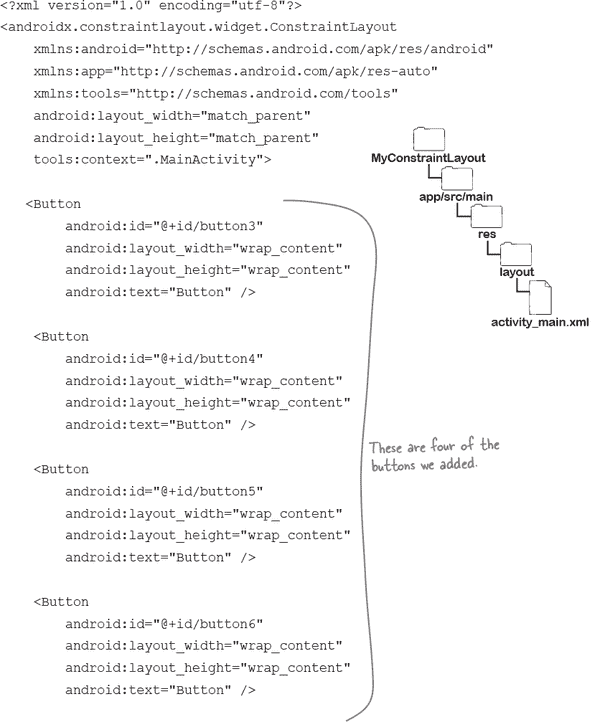 <?xml version="1.0" encoding="utf-8"?>
<androidx.constraintlayout.widget.ConstraintLayout
xmlns:android="http://schemas.android.com/apk/res/android"
xmlns:app="http://schemas.android.com/apk/res-auto"
xmlns:tools="http://schemas.android.com/tools"
android:layout_width="match_parent"
android:layout_height="match_parent"
tools:context=".MainActivity">
<Button
android:id="@+id/button3"
android:layout_width="wrap_content"
android:layout_height="wrap_content"
android:text="Button" />
<Button
android:id="@+id/button4"
android:layout_width="wrap_content"
android:layout_height="wrap_content"
android:text="Button" />
<Button
android:id="@+id/button5"
android:layout_width="wrap_content"
android:layout_height="wrap_content"
android:text="Button" />
<Button
android:id="@+id/button6"
android:layout_width="wrap_content"
android:layout_height="wrap_content"
android:text="Button" />
MyConstraintLayout
app/src/main
res
layout
activity_main.xml
These are four of the
buttons we added.